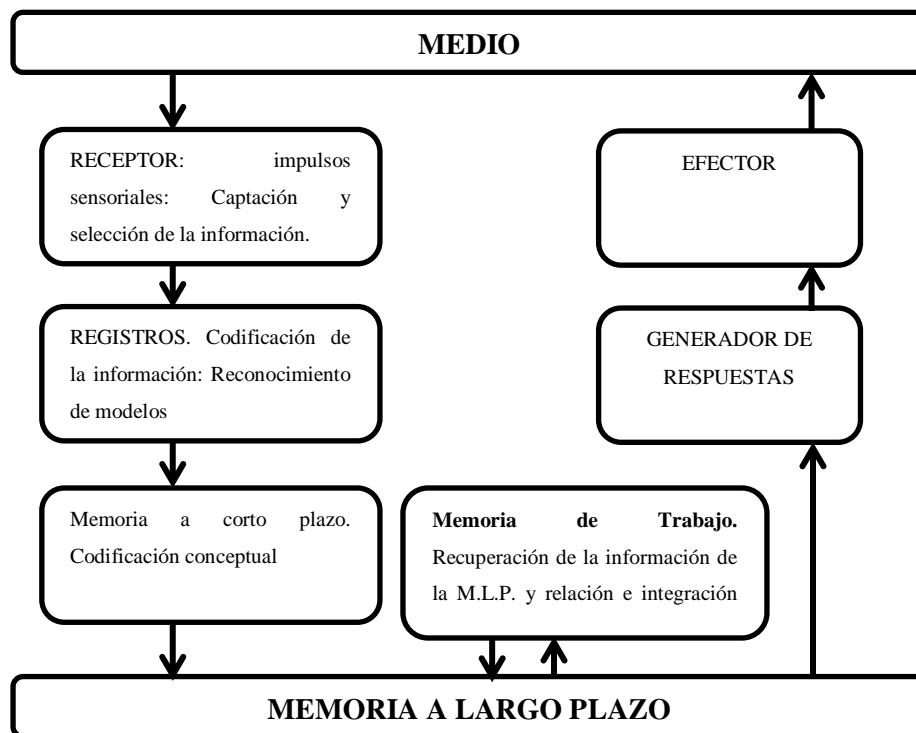 MEDIO
RECEPTOR: impulsos
sensoriales: Captación y
selección de la información.
EFECTOR
REGISTROS. Codificación de
la información: Reconocimiento
de modelos
GENERADOR DE
RESPUESTAS
Memoria a corto plazo.
Codificación conceptual
Memoria de Trabajo.
Recuperación de la información de
la M.L.P. y relación e integración
MEMORIA A LARGO PLAZO